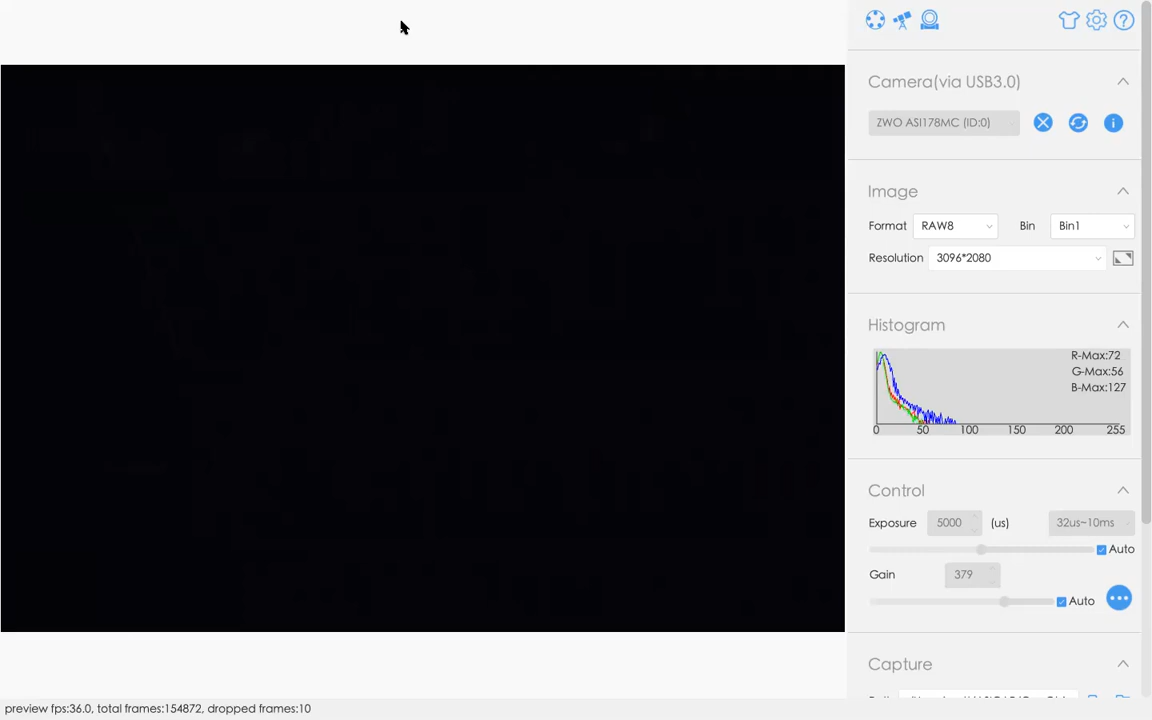 Camera(via USB3.0)
ZWO ASI178MC (ID:0)
Image
Format RAW8 Bin Bin1
Resolution 3096*2080
Histogram
R-Max:72
G-Max:56
B-Max:127
0 50 100 150 200 255
Control
Exposure 5000 (us) 32us~10ms
Auto
Gain 379
Auto
Capture
preview fps:36.0, total frames:154872, dropped frames:10